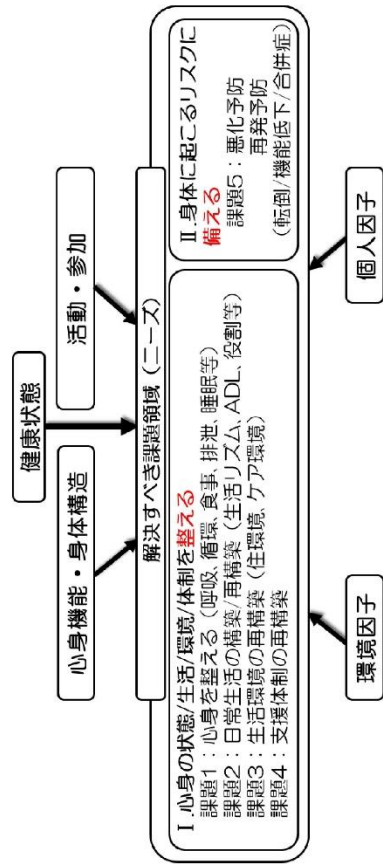 健康状態
心身機能・身体構造
活動・参加
解決すべき課題領域（ニーズ）
Ⅰ.心身の状態/生活/環境/体制を整える
課題1：心身を整える（呼吸、循環、食事、排泄、睡眠等）
課題2：日常生活の構築/再構築（生活リズム、ADL、役割等）
課題3：生活環境の再構築（住環境、ケア環境）
課題4：支援体制の再構築
Ⅱ.身体に起こるリスクに
備える
課題5：悪化予防
再発予防
（転倒/機能低下/合併症）
環境因子
個人因子